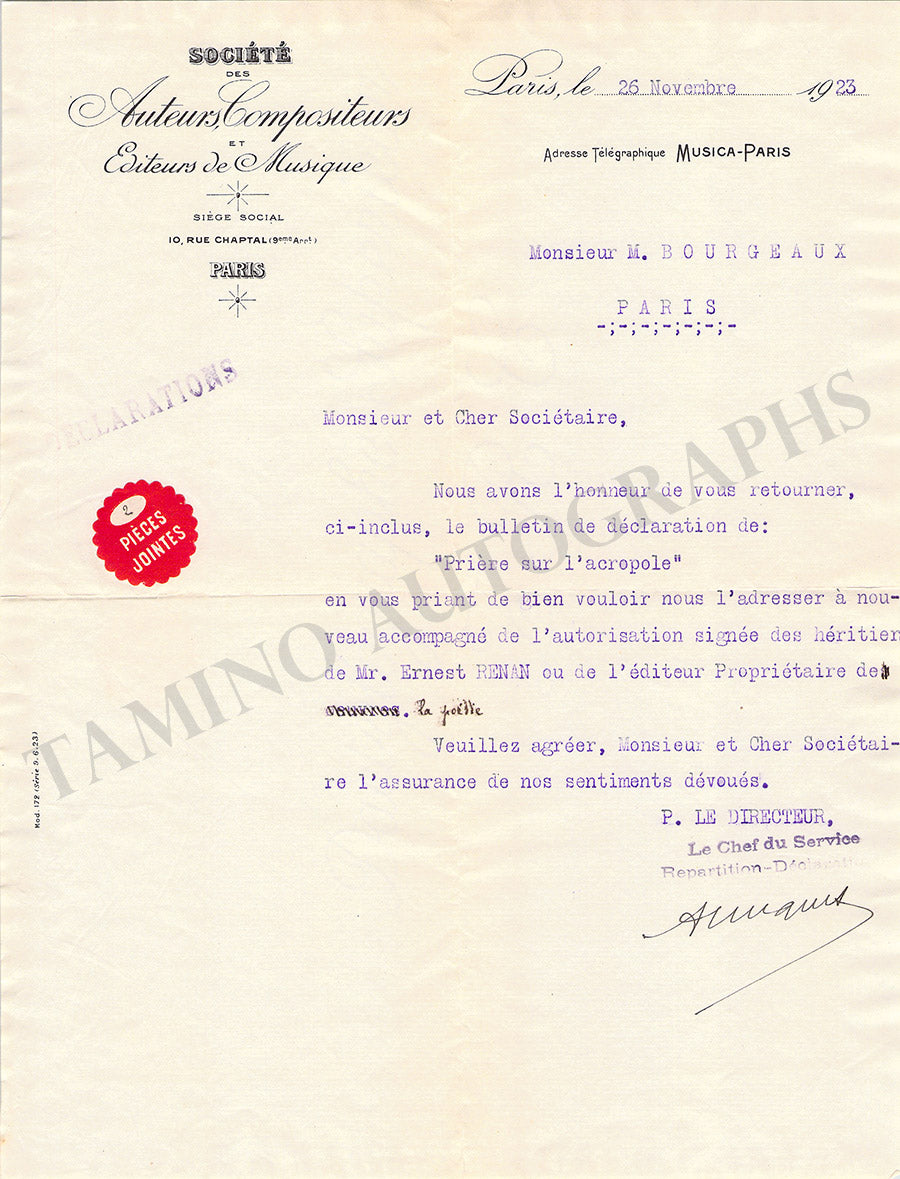 SOCIÉTÉ
DES
Auteurs, Compositeurs
ET
Editeurs de Musique
SIÈGE SOCIAL
10, RUE CHAPTAL (9eme Arrt)
PARIS
Paris, le 26 Novembre 1923
Adresse Télégraphique MUSICA-PARIS
Monsieur M. BOURGEAUX
PARIS
-;-;-;-;-;-;-
DECLARATIONS
2
PIÈCES
JOINTES
Monsieur et Cher Sociétaire,
Nous avons l'honneur de vous retourner,
ci-inclus, le bulletin de déclaration de:
"Prière sur l'acropole"
en vous priant de bien vouloir nous l'adresser à nou-
veau accompagné de l'autorisation signée des héritier
de Mr. Ernest RENAN ou de l'éditeur Propriétaire de
. La poésie
Veuillez agréer, Monsieur et Cher Sociétai-
re l'assurance de nos sentiments dévoués.
P. LE DIRECTEUR,
Le Chef du Service
Repartition-Déclaratio
Mod. 172 (Série 9.6.23)
TAMINO AUTOGRAPHS